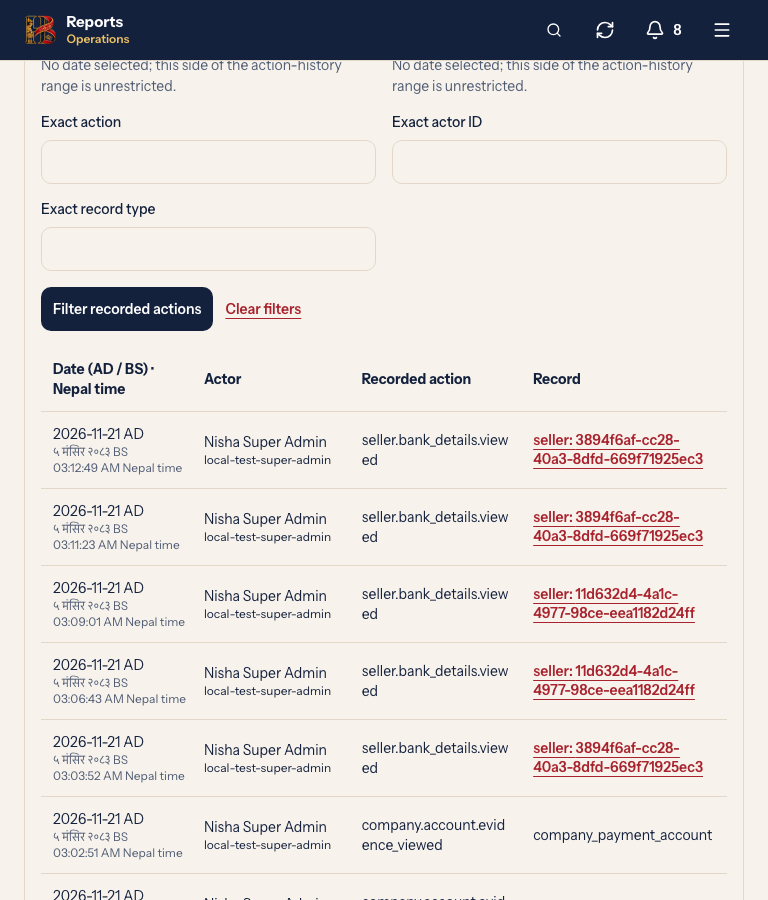 Reports
Operations
8
No date selected; this side of the action-history
range is unrestricted.
No date selected; this side of the action-history
range is unrestricted.
Exact action
Exact actor ID
Exact record type
Filter recorded actions
Clear filters
Date (AD / BS) ·
Nepal time
Actor
Recorded action
Record
2026-11-21 AD
५ मंसिर २०८३ BS
03:12:49 AM Nepal time
Nisha Super Admin
local-test-super-admin
seller.bank_details.view
ed
seller: 3894f6af-cc28-
40a3-8dfd-669f71925ec3
2026-11-21 AD
५ मंसिर २०८३ BS
03:11:23 AM Nepal time
Nisha Super Admin
local-test-super-admin
seller.bank_details.view
ed
seller: 3894f6af-cc28-
40a3-8dfd-669f71925ec3
2026-11-21 AD
५ मंसिर २०८३ BS
03:09:01 AM Nepal time
Nisha Super Admin
local-test-super-admin
seller.bank_details.view
ed
seller: 11d632d4-4a1c-
4977-98ce-eea1182d24ff
2026-11-21 AD
५ मंसिर २०८३ BS
03:06:43 AM Nepal time
Nisha Super Admin
local-test-super-admin
seller.bank_details.view
ed
seller: 11d632d4-4a1c-
4977-98ce-eea1182d24ff
2026-11-21 AD
५ मंसिर २०८३ BS
03:03:52 AM Nepal time
Nisha Super Admin
local-test-super-admin
seller.bank_details.view
ed
seller: 3894f6af-cc28-
40a3-8dfd-669f71925ec3
2026-11-21 AD
५ मंसिर २०८३ BS
03:02:51 AM Nepal time
Nisha Super Admin
local-test-super-admin
company.account.evid
ence_viewed
company_payment_account
2026-11-21 AD